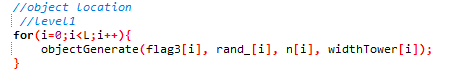 //object location
//level1
for(i=0;i<L;i++){
objectGenerate(flag3[i], rand_[i], n[i], widthTower[i]);
}